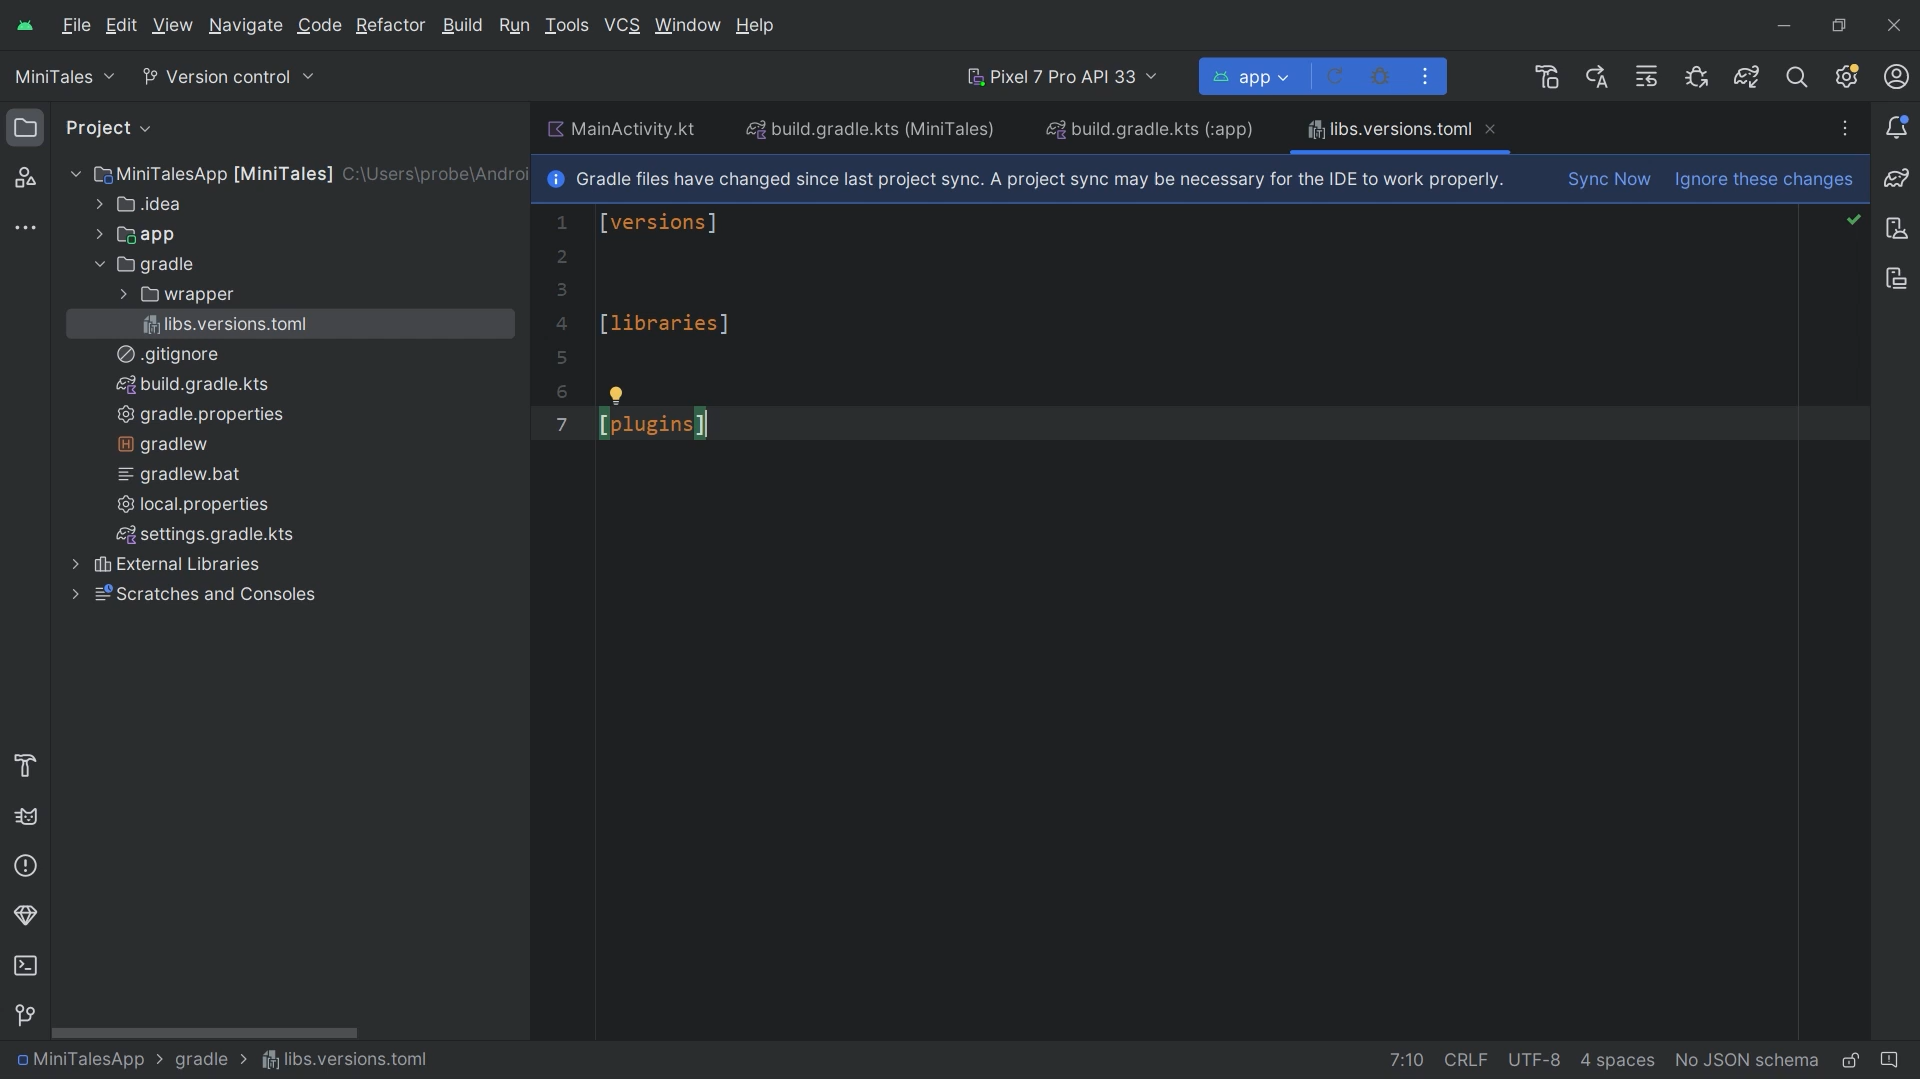 File Edit View Navigate Code Refactor Build Run Tools VCS Window Help
MiniTales Version control Pixel 7 Pro API 33 app
Project
MainActivity.kt build.gradle.kts (MiniTales) build.gradle.kts (:app) libs.versions.toml
Gradle files have changed since last project sync. A project sync may be necessary for the IDE to work properly. Sync Now Ignore these changes
MiniTalesApp [MiniTales] C:\Users\probe\Androi
.idea
app
gradle
wrapper
libs.versions.toml
.gitignore
build.gradle.kts
gradle.properties
gradlew
gradlew.bat
local.properties
settings.gradle.kts
External Libraries
Scratches and Consoles
1 [versions]
2
3
4 [libraries]
5
6
7 [plugins]
MiniTalesApp > gradle > libs.versions.toml 7:10 CRLF UTF-8 4 spaces No JSON schema